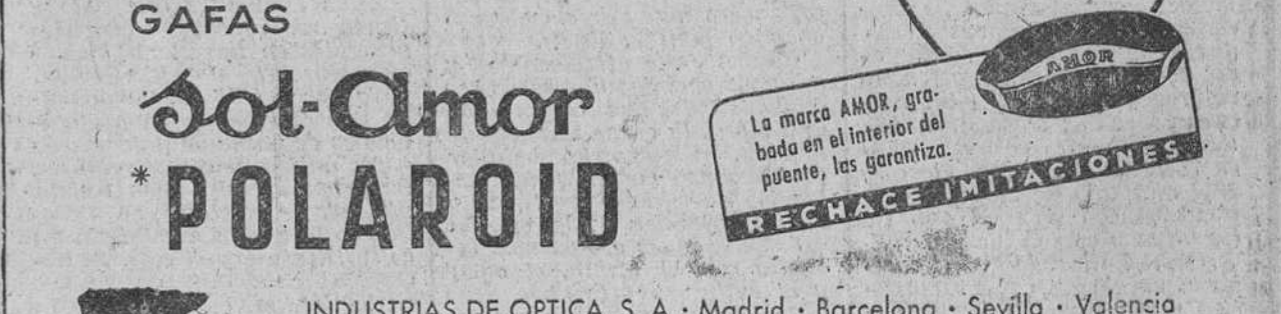 GAFAS
Sol-Amor
*POLAROID
AMOR
La marca AMOR, gra-
bada en el interior del
puente, las garantiza.
RECHACE IMITACIONES
INDUSTRIAS DE OPTICA, S. A. · Madrid · Barcelona · Sevilla · Valencia